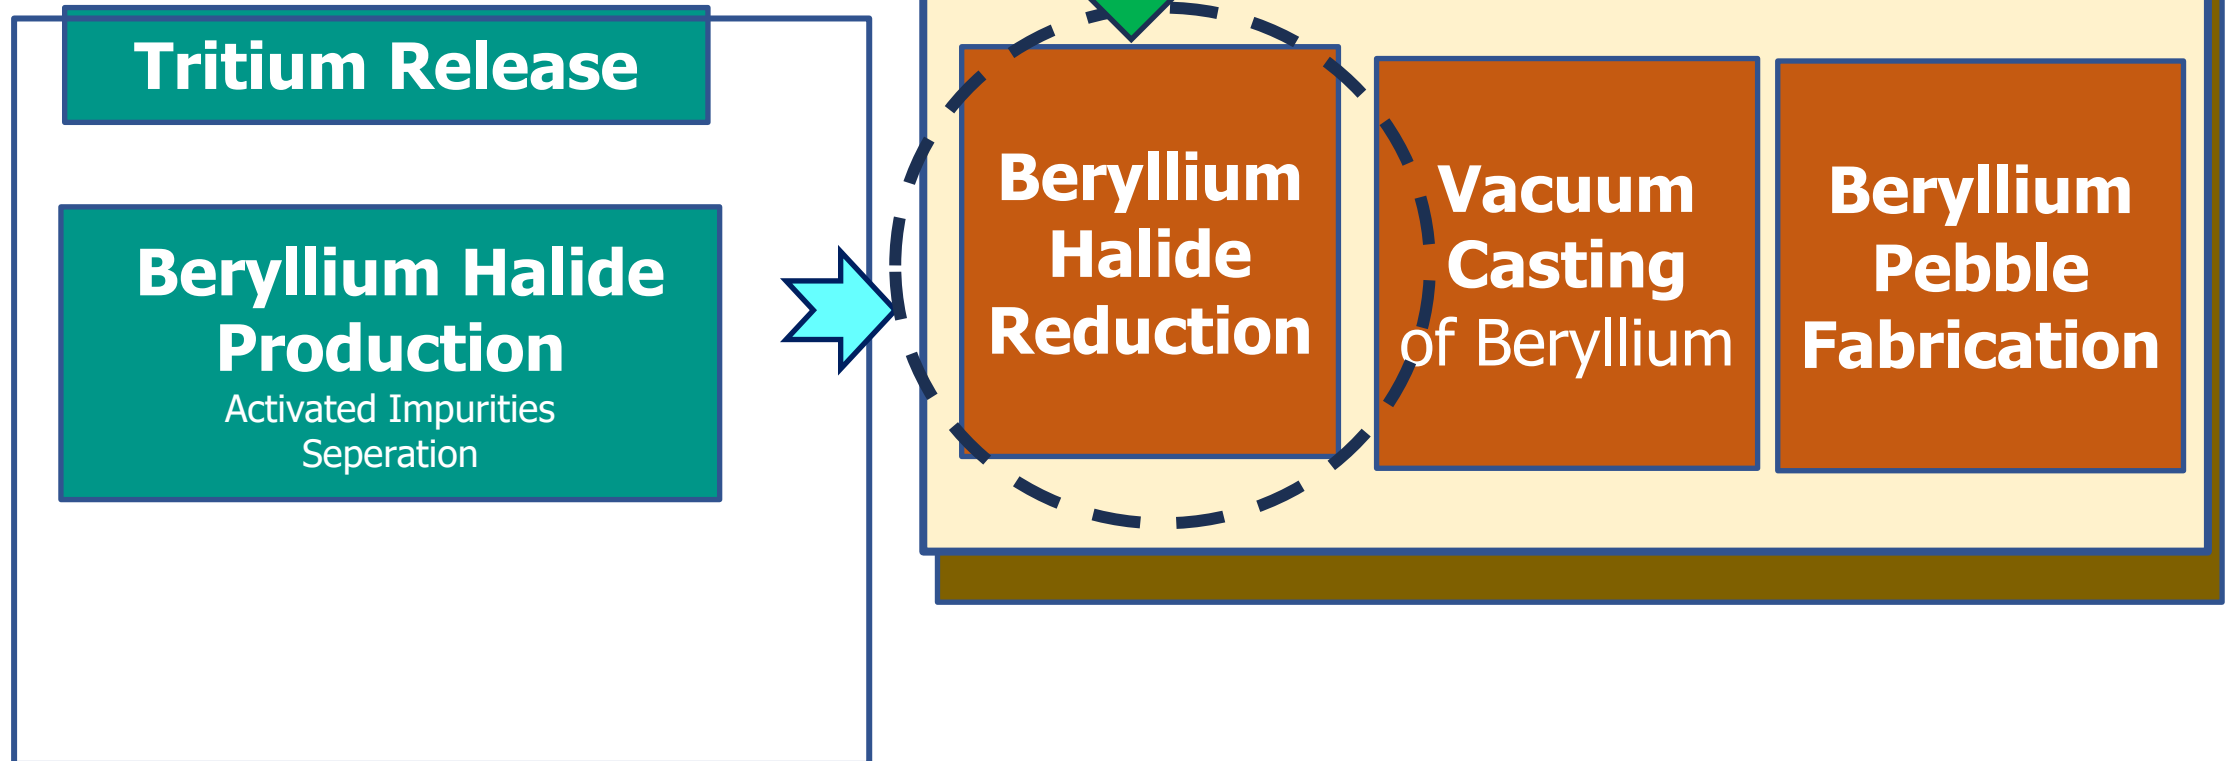 Tritium Release
Beryllium Halide
Production
Activated Impurities
Seperation
Beryllium
Halide
Reduction
Vacuum
Casting
of Beryllium
Beryllium
Pebble
Fabrication